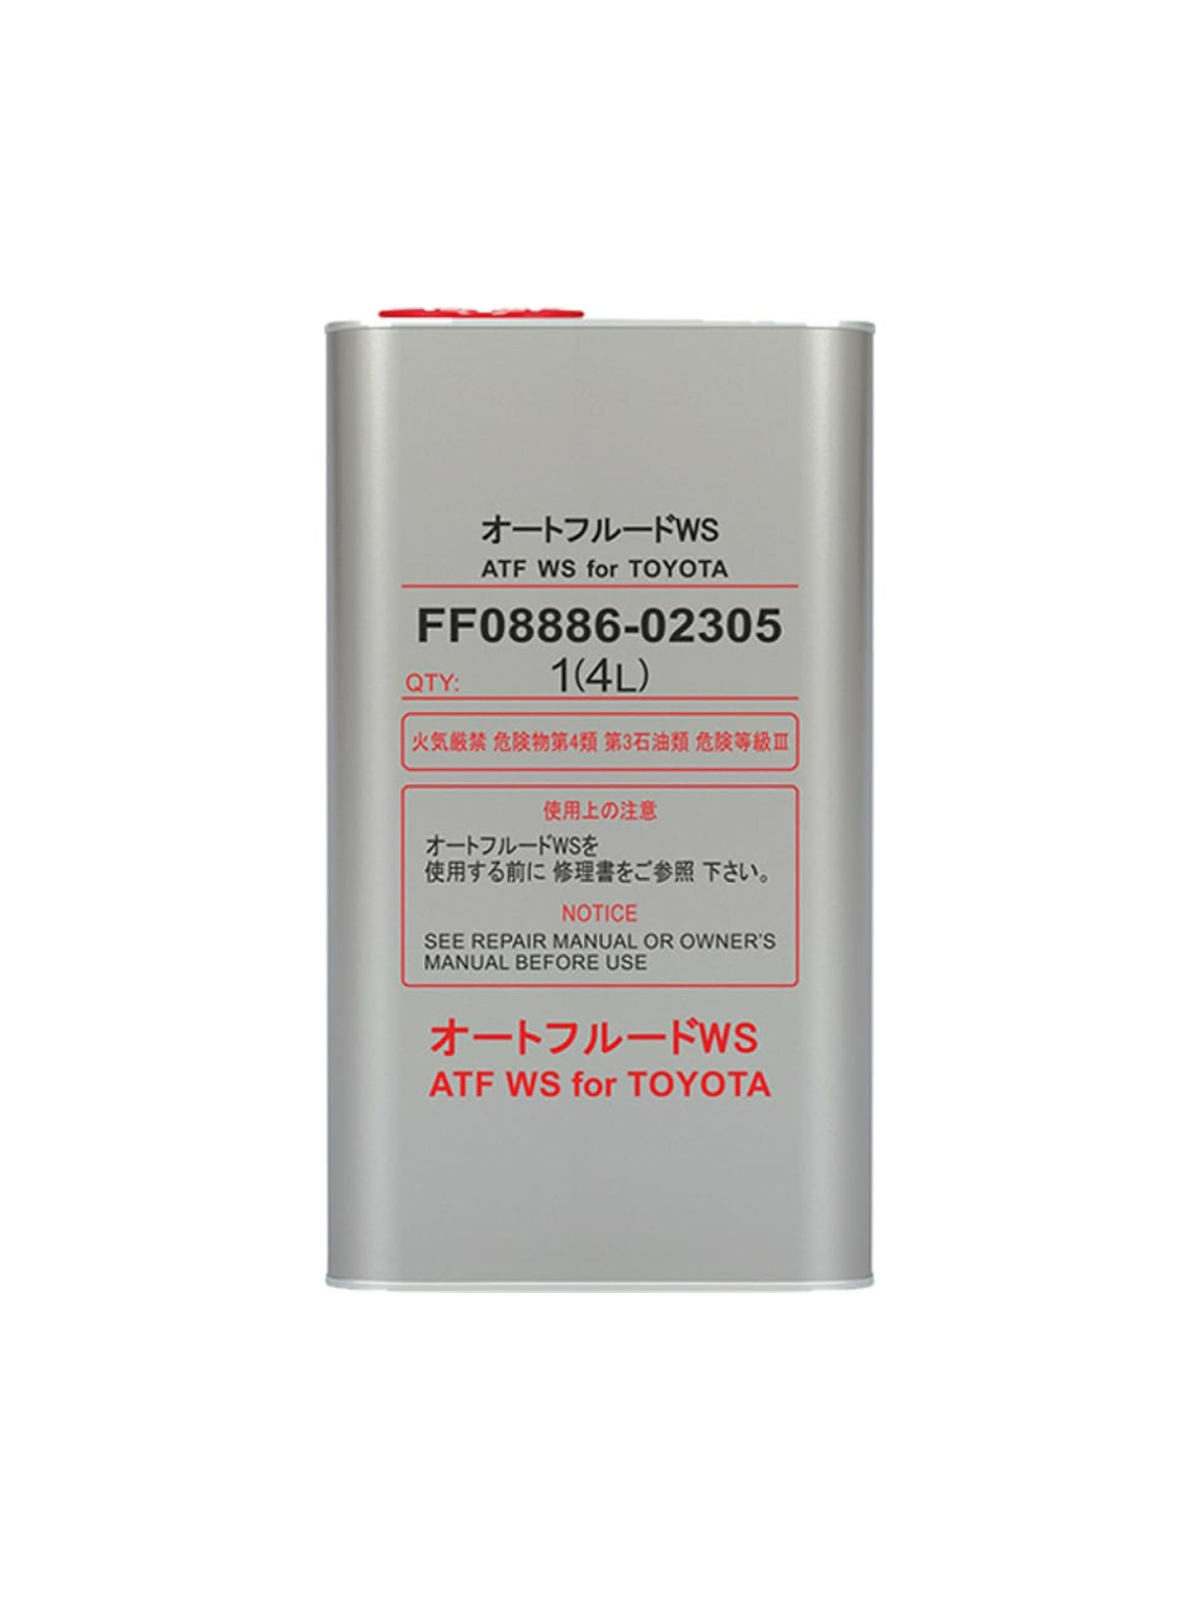 オートフルードWS
ATF WS for TOYOTA
FF08886-02305
QTY: 1(4L)
火気厳禁 危険物第4類 第3石油類 危険等級Ⅲ
使用上の注意
オートフルードWSを
使用する前に 修理書をご参照 下さい。
NOTICE
SEE REPAIR MANUAL OR OWNER'S
MANUAL BEFORE USE
オートフルードWS
ATF WS for TOYOTA